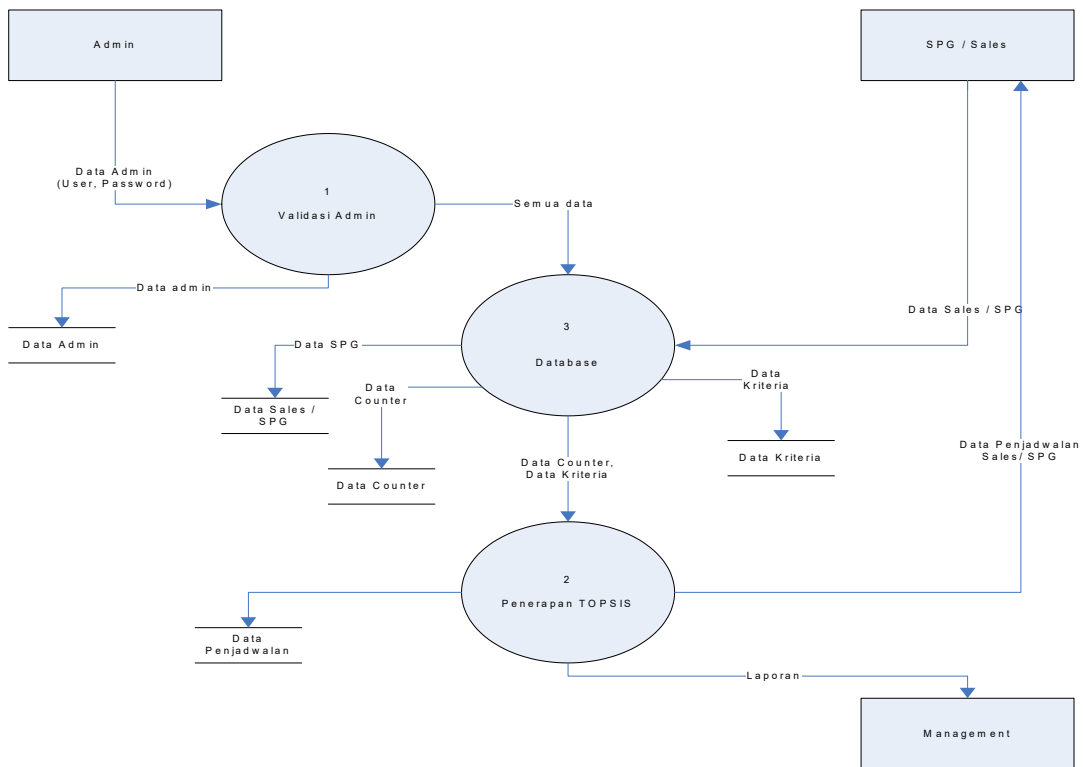 Admin
SPG / Sales
Data Admin
(User, Password)
1
Validasi Admin
Semua data
Data admin
Data Admin
Data Sales / SPG
3
Database
Data SPG
Data
Counter
Data
Kriteria
Data Sales /
SPG
Data Counter
Data Kriteria
Data Penjadwalan
Sales/ SPG
Data Counter,
Data Kriteria
2
Penerapan TOPSIS
Data
Penjadwalan
Laporan
Management